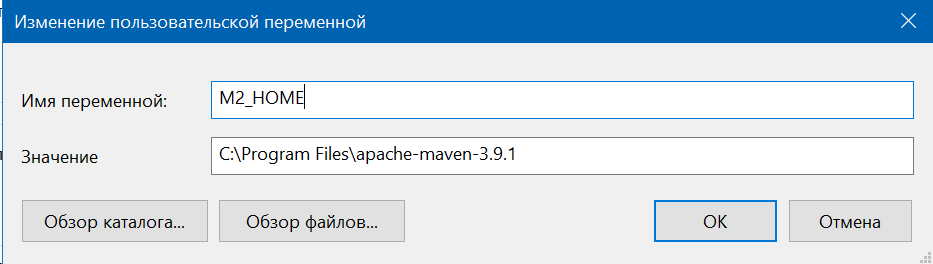 Изменение пользовательской переменной
Имя переменной: M2_HOME
Значение C:\Program Files\apache-maven-3.9.1
Обзор каталога... Обзор файлов... ОК Отмена